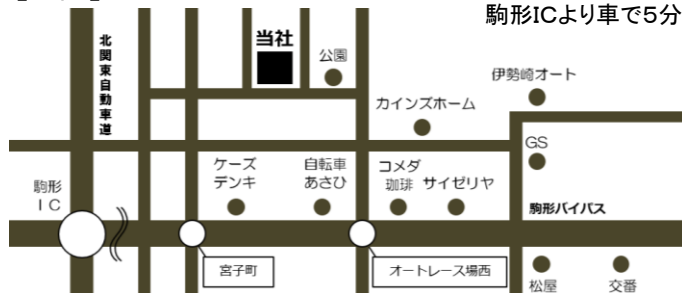 駒形ICより車で5分
北関東自動車道
当社
公園
伊勢崎オート
カインズホーム
GS
ケーズ
デンキ
自転車
あさひ
コメダ
珈琲
サイゼリヤ
駒形
IC
駒形バイパス
宮子町
オートレース場西
松屋
交番